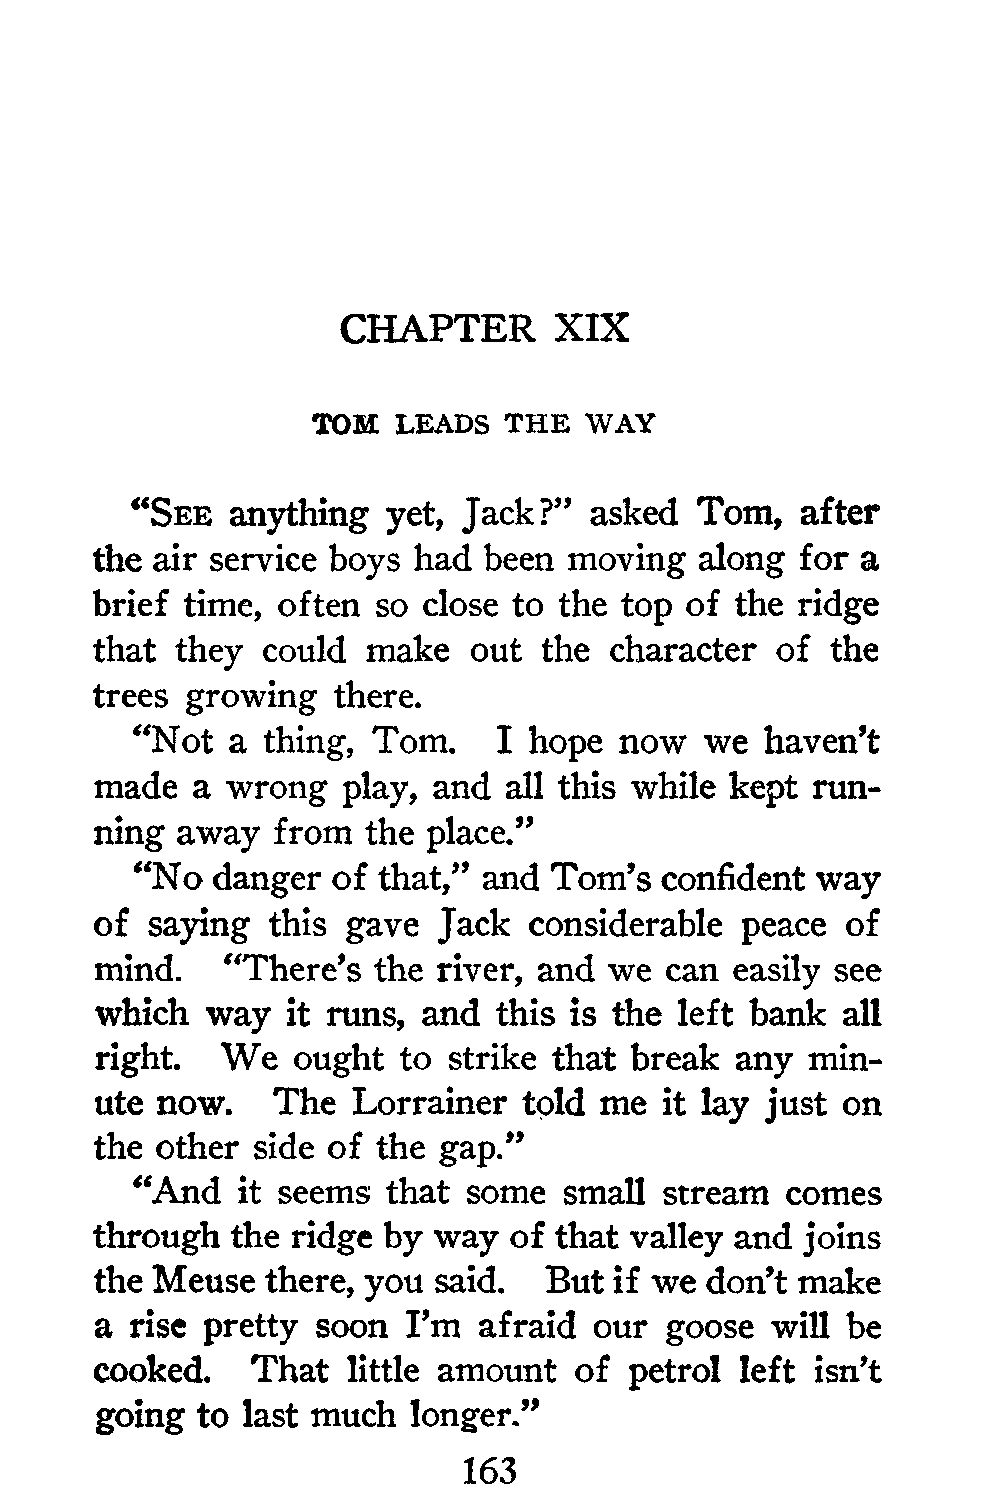 CHAPTER XIX
TOM LEADS THE WAY
“SEE anything yet, Jack?” asked Tom, after
the air service boys had been moving along for a
brief time, often so close to the top of the ridge
that they could make out the character of the
trees growing there.
“Not a thing, Tom. I hope now we haven’t
made a wrong play, and all this while kept run-
ning away from the place.”
“No danger of that,” and Tom’s confident way
of saying this gave Jack considerable peace of
mind. “There’s the river, and we can easily see
which way it runs, and this is the left bank all
right. We ought to strike that break any min-
ute now. The Lorrainer told me it lay just on
the other side of the gap.”
“And it seems that some small stream comes
through the ridge by way of that valley and joins
the Meuse there, you said. But if we don’t make
a rise pretty soon I’m afraid our goose will be
cooked. That little amount of petrol left isn’t
going to last much longer.”
163